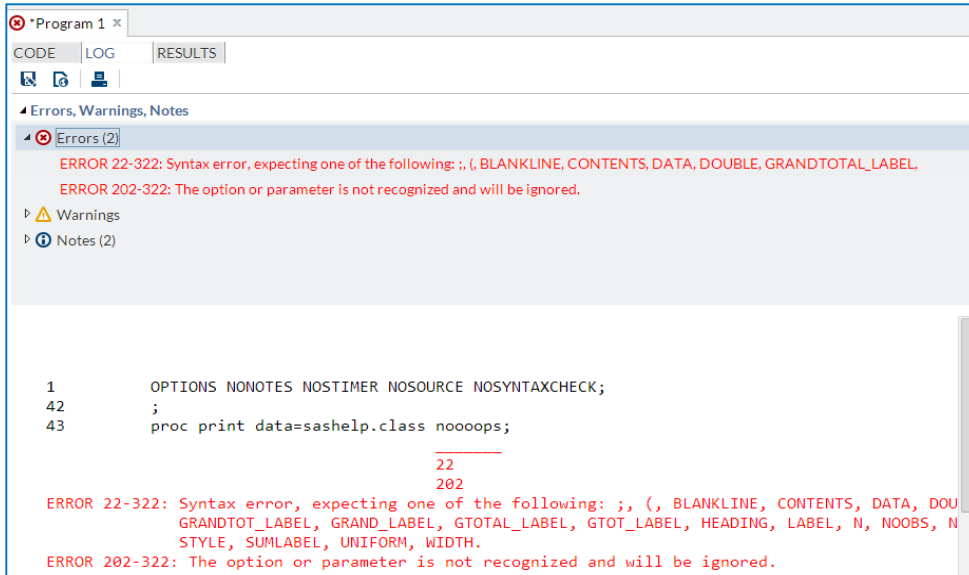 *Program 1 ×
CODE LOG RESULTS
Errors, Warnings, Notes
Errors (2)
ERROR 22-322: Syntax error, expecting one of the following: ;, (, BLANKLINE, CONTENTS, DATA, DOUBLE, GRANDTOTAL_LABEL,
ERROR 202-322: The option or parameter is not recognized and will be ignored.
Warnings
Notes (2)
1 OPTIONS NONOTES NOSTIMER NOSOURCE NOSYNTAXCHECK;
42 ;
43 proc print data=sashelp.class noooops;
_______
22
202
ERROR 22-322: Syntax error, expecting one of the following: ;, (, BLANKLINE, CONTENTS, DATA, DOU
GRANDTOT_LABEL, GRAND_LABEL, GTOTAL_LABEL, GTOT_LABEL, HEADING, LABEL, N, NOOBS, N
STYLE, SUMLABEL, UNIFORM, WIDTH.
ERROR 202-322: The option or parameter is not recognized and will be ignored.